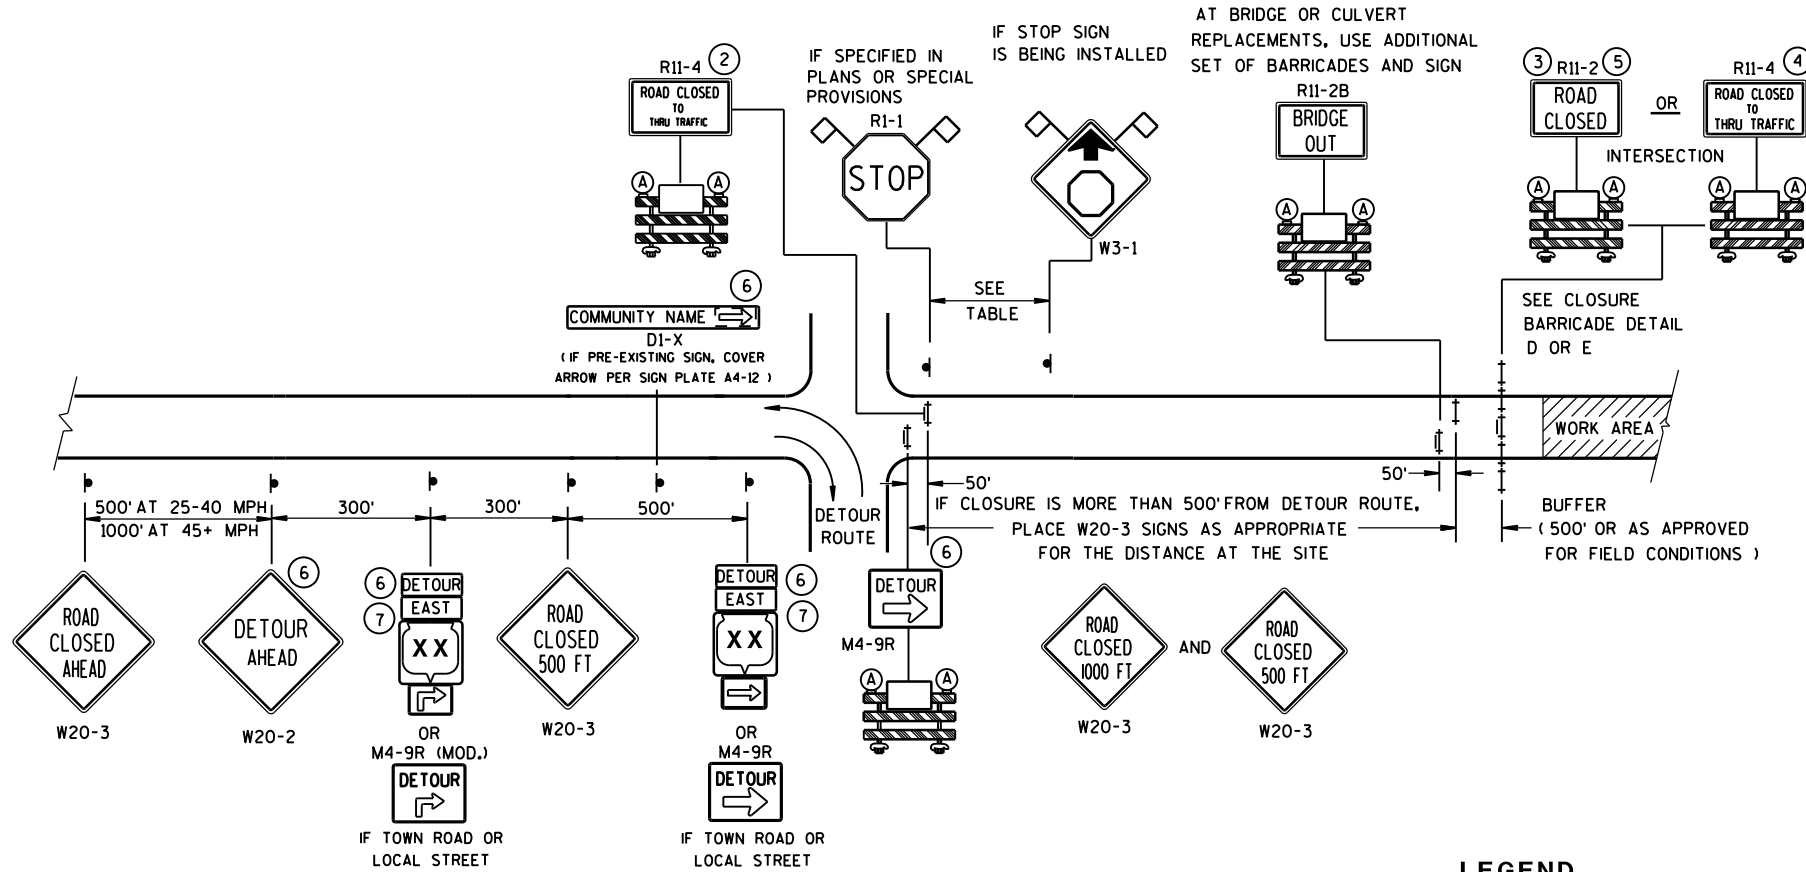 R11-4
2
ROAD CLOSED
TO
THRU TRAFFIC
A
A
IF SPECIFIED IN
PLANS OR SPECIAL
PROVISIONS
R1-1
STOP
IF STOP SIGN
IS BEING INSTALLED
W3-1
SEE
TABLE
AT BRIDGE OR CULVERT
REPLACEMENTS, USE ADDITIONAL
SET OF BARRICADES AND SIGN
R11-2B
BRIDGE
OUT
A
A
3
R11-2
5
ROAD
CLOSED
OR
R11-4
4
ROAD CLOSED
TO
THRU TRAFFIC
INTERSECTION
A
A
A
A
SEE CLOSURE
BARRICADE DETAIL
D OR E
6
COMMUNITY NAME
D1-X
(IF PRE-EXISTING SIGN, COVER
ARROW PER SIGN PLATE A4-12 )
WORK AREA
500' AT 25-40 MPH
1000' AT 45+ MPH
300'
300'
500'
DETOUR
ROUTE
50'
50'
IF CLOSURE IS MORE THAN 500' FROM DETOUR ROUTE,
PLACE W20-3 SIGNS AS APPROPRIATE
FOR THE DISTANCE AT THE SITE
BUFFER
( 500' OR AS APPROVED
FOR FIELD CONDITIONS )
ROAD
CLOSED
AHEAD
W20-3
6
DETOUR
AHEAD
W20-2
6
7
DETOUR
EAST
XX
OR
M4-9R (MOD.)
DETOUR
IF TOWN ROAD OR
LOCAL STREET
ROAD
CLOSED
500 FT
W20-3
DETOUR
EAST
XX
6
7
OR
M4-9R
DETOUR
IF TOWN ROAD OR
LOCAL STREET
6
DETOUR
M4-9R
A
A
ROAD
CLOSED
1000 FT
W20-3
AND
ROAD
CLOSED
500 FT
W20-3
LEGEND